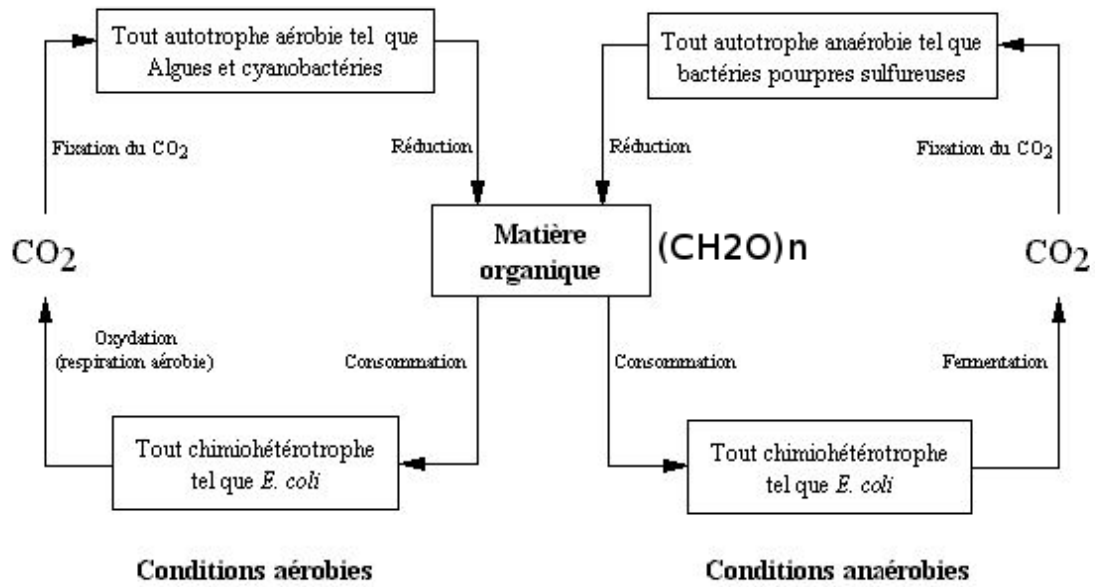 Tout autotrophe aérobie tel que
Algues et cyanobactéries
Tout autotrophe anaérobie tel que
bactéries pourpres sulfureuses
Fixation du CO2
Réduction
Réduction
Fixation du CO2
CO2
Matière
organique
(CH2O)n
CO2
Oxydation
(respiration aérobie)
Consommation
Consommation
Fermentation
Tout chimiohétérotrophe
tel que E. coli
Tout chimiohétérotrophe
tel que E. coli
Conditions aérobies
Conditions anaérobies